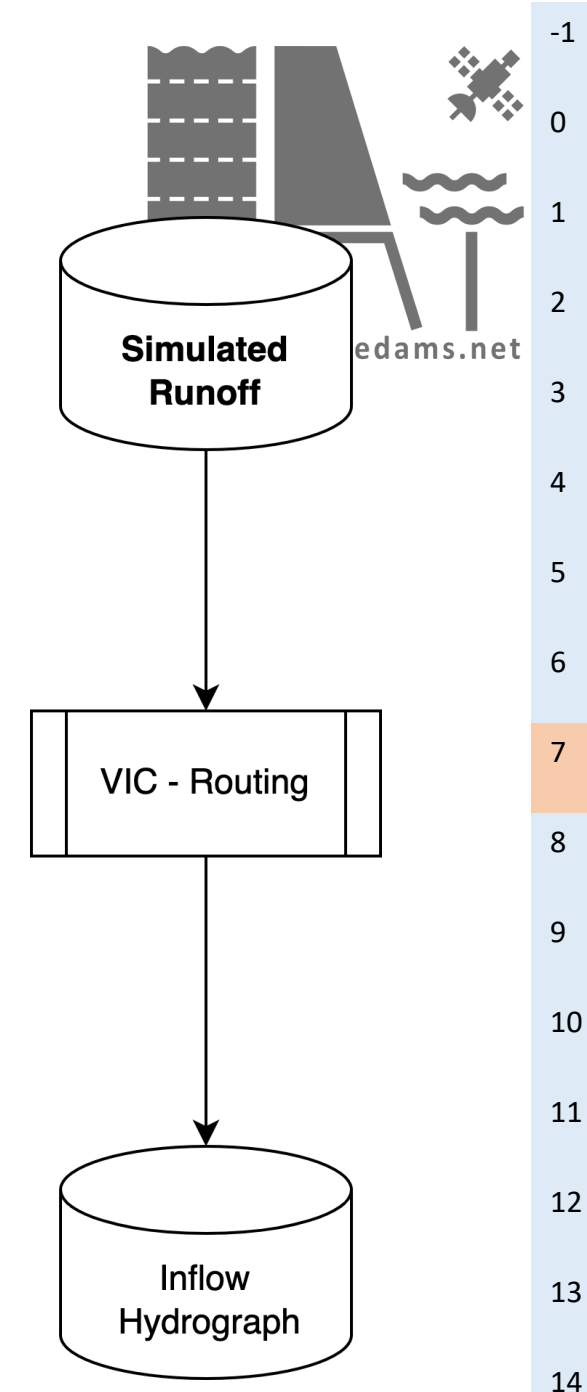 -1
0
1
2
edams.net
Simulated
Runoff
3
4
5
6
7
VIC - Routing
8
9
10
11
12
Inflow
Hydrograph
13
14